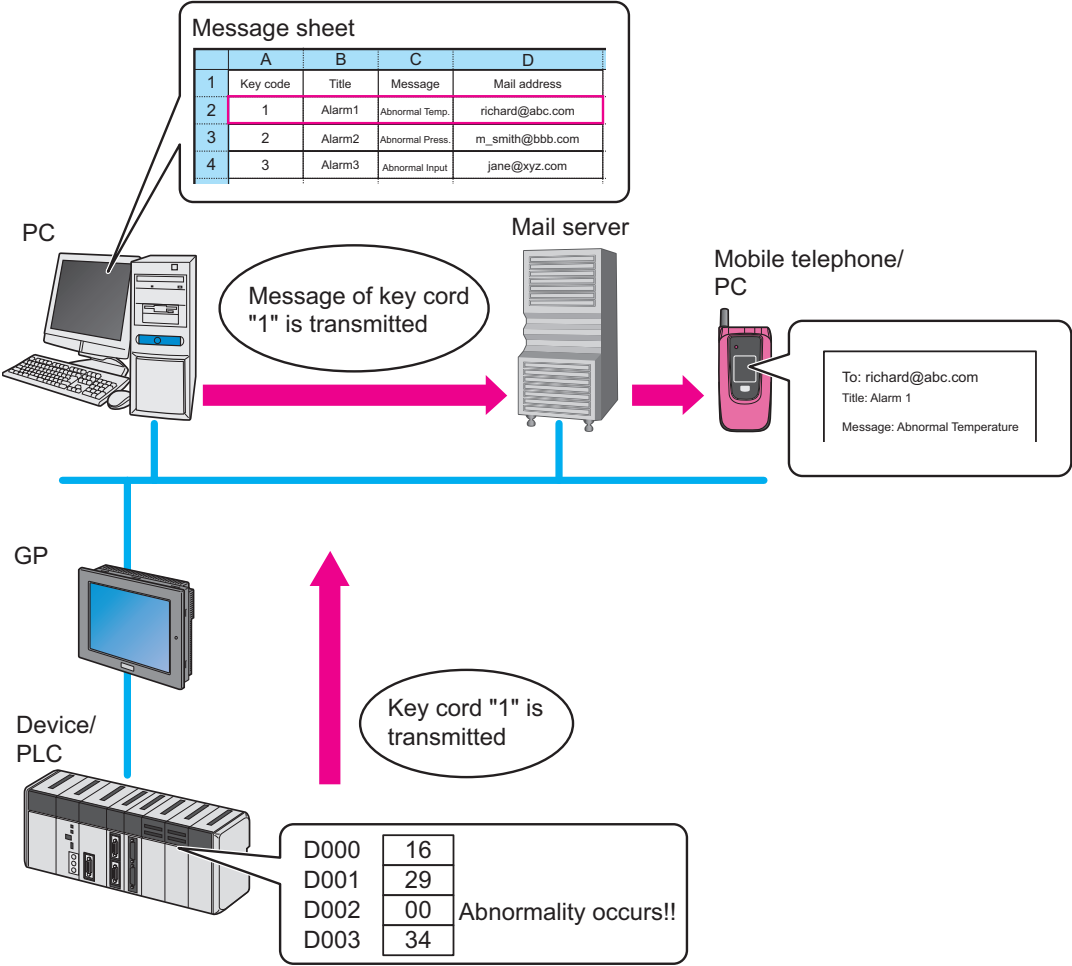 Message sheet
A B C D
1 Key code Title Message Mail address
2 1 Alarm1 Abnormal Temp. richard@abc.com
3 2 Alarm2 Abnormal Press. m_smith@bbb.com
4 3 Alarm3 Abnormal Input jane@xyz.com
PC
Mail server
Message of key cord
"1" is transmitted
Mobile telephone/
PC
To: richard@abc.com
Title: Alarm 1
Message: Abnormal Temperature
GP
Key cord "1" is
transmitted
Device/
PLC
D000 16
D001 29
D002 00 Abnormality occurs!!
D003 34